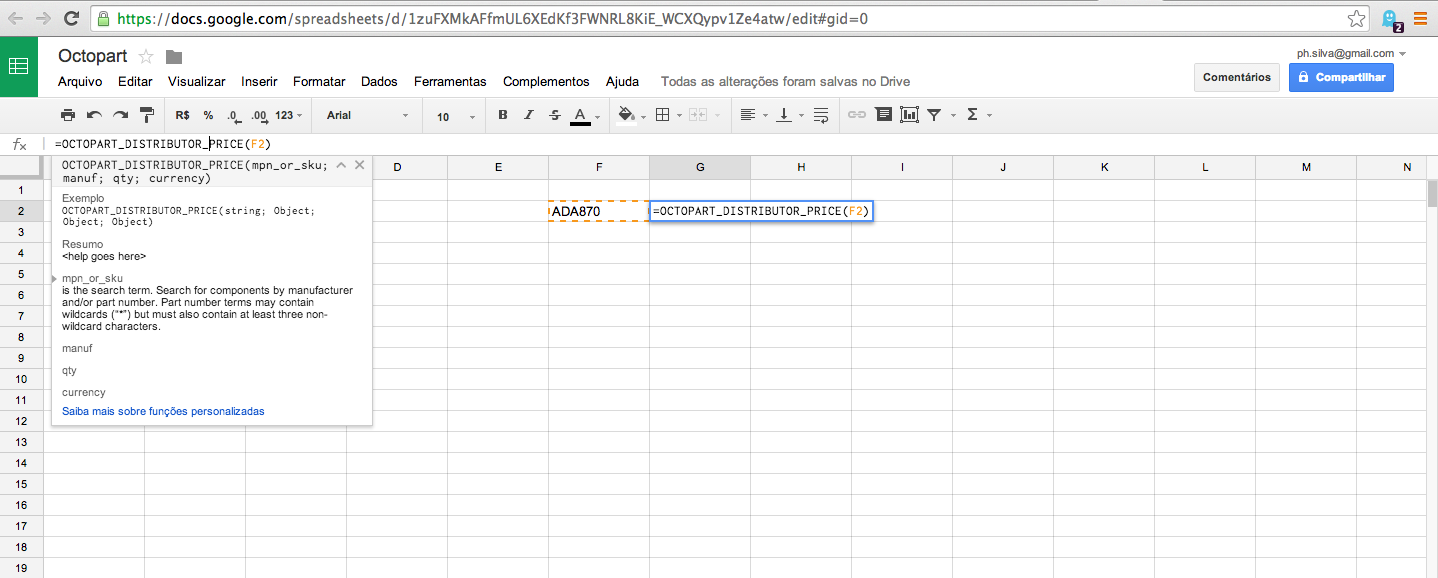 https://docs.google.com/spreadsheets/d/1zuFXMkAFfmUL6XEdKf3FWNRL8KiE_WCXQypv1Ze4atw/edit#gid=0
2
Octopart
ph.silva@gmail.com
Arquivo Editar Visualizar Inserir Formatar Dados Ferramentas Complementos Ajuda Todas as alterações foram salvas no Drive
Comentários
Compartilhar
R$ % .0 .00 123 Arial 10 B I S A Σ
fx =OCTOPART_DISTRIBUTOR_PRICE(F2)
OCTOPART_DISTRIBUTOR_PRICE(mpn_or_sku;
manuf; qty; currency)
Exemplo
OCTOPART_DISTRIBUTOR_PRICE(string; Object;
Object; Object)
Resumo
<help goes here>
mpn_or_sku
is the search term. Search for components by manufacturer
and/or part number. Part number terms may contain
wildcards ("*") but must also contain at least three non-
wildcard characters.
manuf
qty
currency
Saiba mais sobre funções personalizadas
D E F G H I J K L M N
1
2 ADA870 =OCTOPART_DISTRIBUTOR_PRICE(F2)
3
4
5
6
7
8
9
10
11
12
13
14
15
16
17
18
19